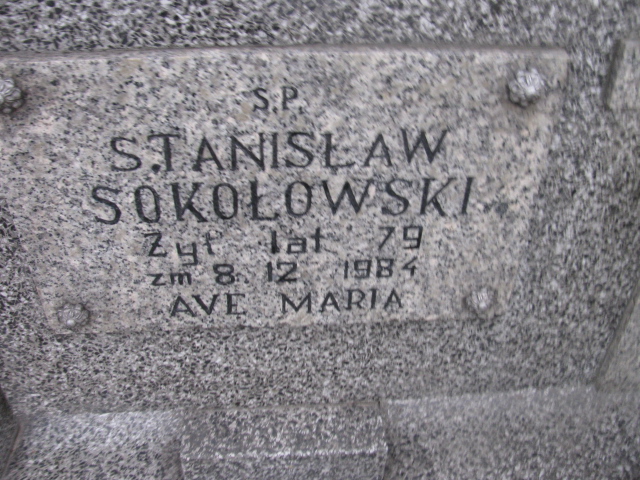 S.P.
STANISŁAW
SOKOŁOWSKI
żył lat 79
zm 8.12.1984
AVE MARIA